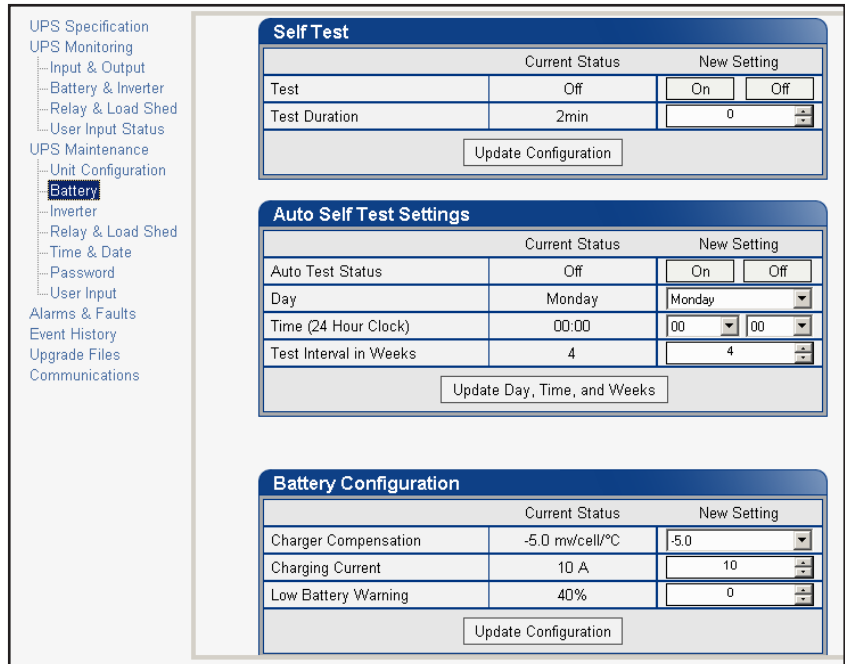 UPS Specification
UPS Monitoring
Input & Output
Battery & Inverter
Relay & Load Shed
User Input Status
UPS Maintenance
Unit Configuration
Battery
Inverter
Relay & Load Shed
Time & Date
Password
User Input
Alarms & Faults
Event History
Upgrade Files
Communications
Self Test
Current Status New Setting
Test Off On Off
Test Duration 2min 0
Update Configuration
Auto Self Test Settings
Current Status New Setting
Auto Test Status Off On Off
Day Monday Monday
Time (24 Hour Clock) 00:00 00 00
Test Interval in Weeks 4 4
Update Day, Time, and Weeks
Battery Configuration
Current Status New Setting
Charger Compensation -5.0 mv/cell/°C -5.0
Charging Current 10 A 10
Low Battery Warning 40% 0
Update Configuration